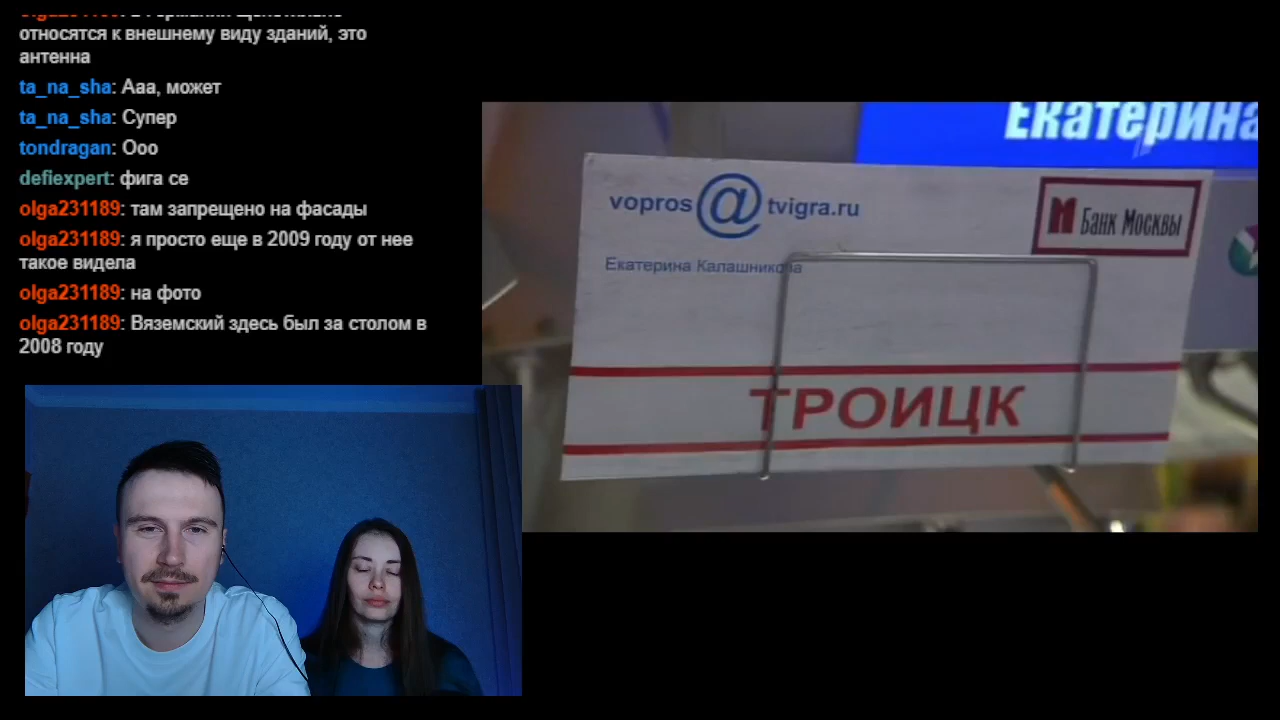 относятся к внешнему виду зданий, это
антенна
ta_na_sha: Ааа, может
ta_na_sha: Супер
tondragan: Ооо
defiexpert: фига се
olga231189: там запрещено на фасады
olga231189: я просто еще в 2009 году от нее
такое видела
olga231189: на фото
olga231189: Вяземский здесь был за столом в
2008 году
Екатерина
vopros@tvigra.ru
Банк Москвы
Екатерина Калашникова
ТРОИЦК